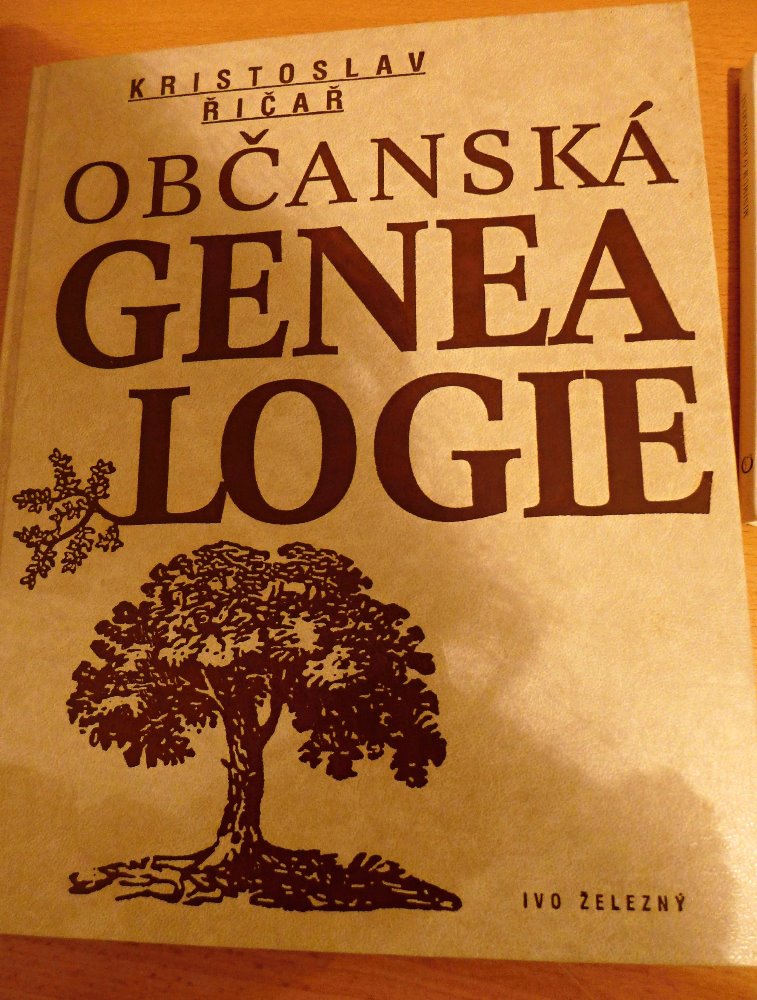 KRISTOSLAV
ŘIČAŘ
OBČANSKÁ
GENEA
LOGIE
IVO ŽELEZNÝ